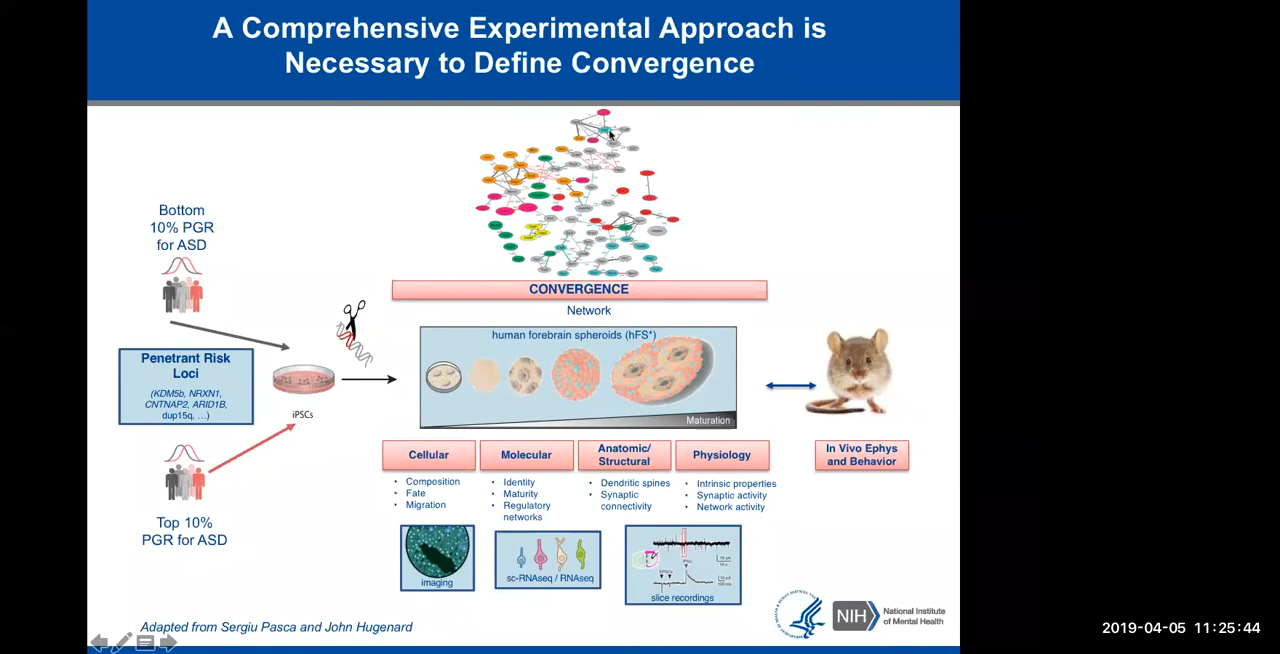 A Comprehensive Experimental Approach is
Necessary to Define Convergence
Bottom
10% PGR
for ASD
Penetrant Risk
Loci
(KDM5b, NRXN1,
CNTNAP2, ARID1B,
dup15q, ...)
Top 10%
PGR for ASD
iPSCs
CONVERGENCE
Network
human forebrain spheroids (hFS*)
Maturation
Cellular
• Composition
• Fate
• Migration
imaging
Molecular
• Identity
• Maturity
• Regulatory
networks
sc-RNAseq / RNAseq
Anatomic/
Structural
• Dendritic spines
• Synaptic
connectivity
Physiology
• Intrinsic properties
• Synaptic activity
• Network activity
slice recordings
In Vivo Ephys
and Behavior
Adapted from Sergiu Pasca and John Hugenard
NIH
National Institute
of Mental Health
2019-04-05 11:25:44